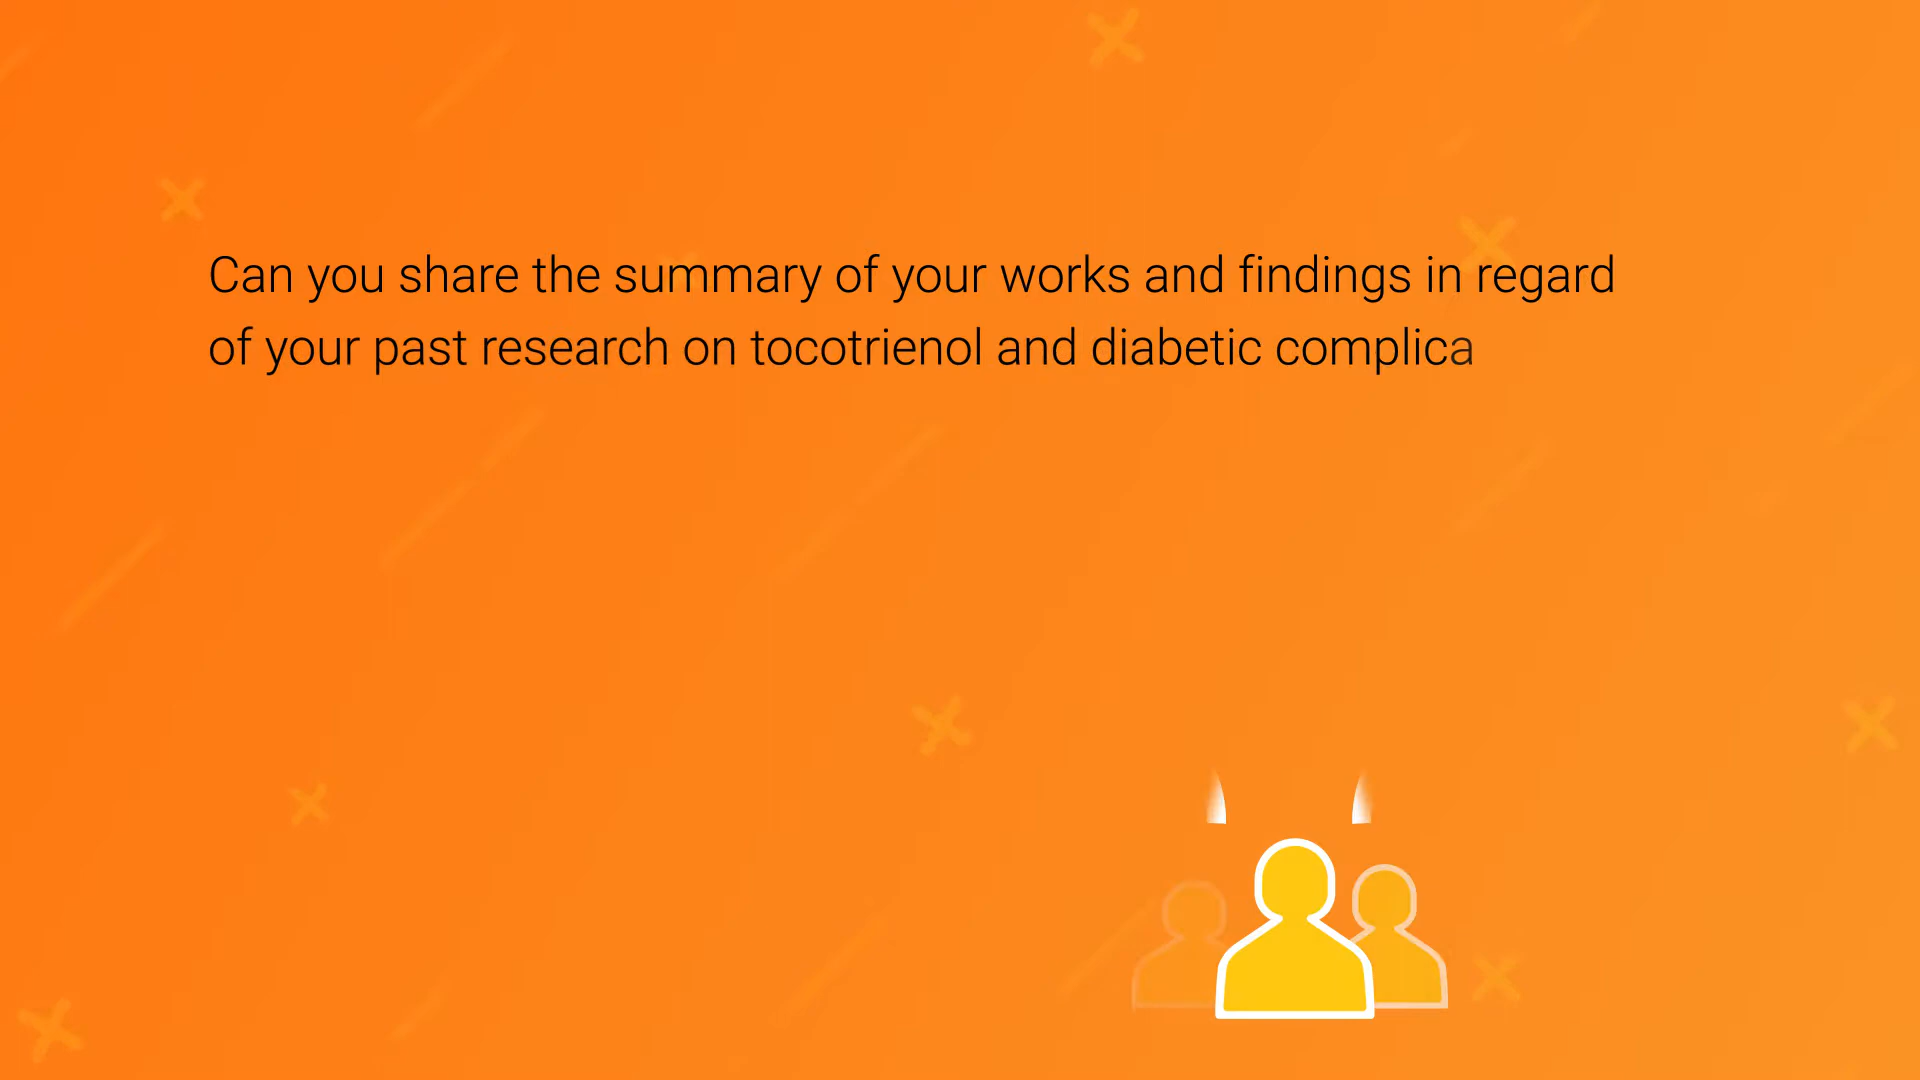 Can you share the summary of your works and findings in regard
of your past research on tocotrienol and diabetic complica